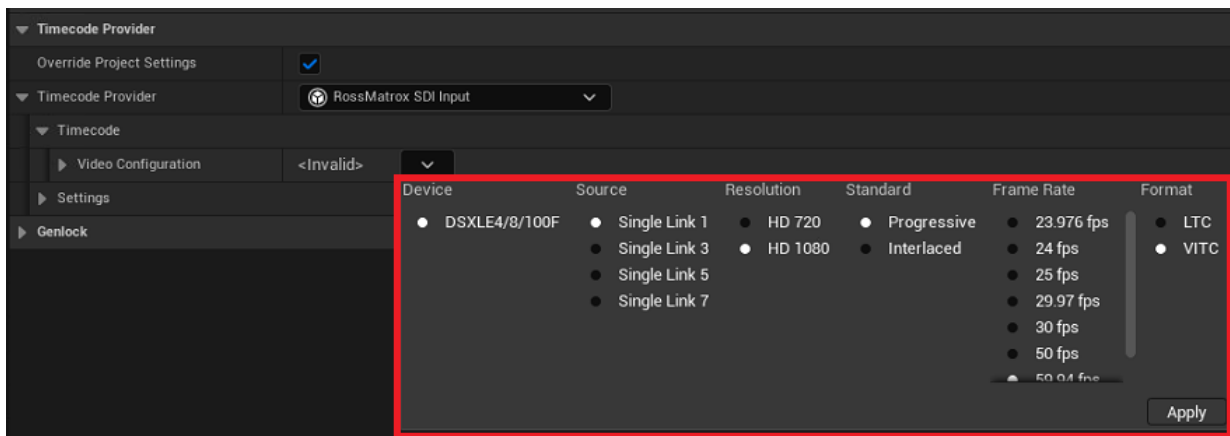 Timecode Provider
Override Project Settings
Timecode Provider RossMatrox SDI Input
Timecode
Video Configuration <Invalid>
Settings
Genlock
Device Source Resolution Standard Frame Rate Format
DSXLE4/8/100F Single Link 1 HD 720 Progressive 23.976 fps LTC
Single Link 3 HD 1080 Interlaced 24 fps VITC
Single Link 5 25 fps
Single Link 7 29.97 fps
30 fps
50 fps
59.94 fps
Apply